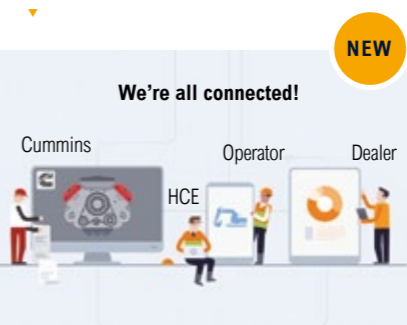 NEW
We're all connected!
Cummins
Operator
Dealer
HCE